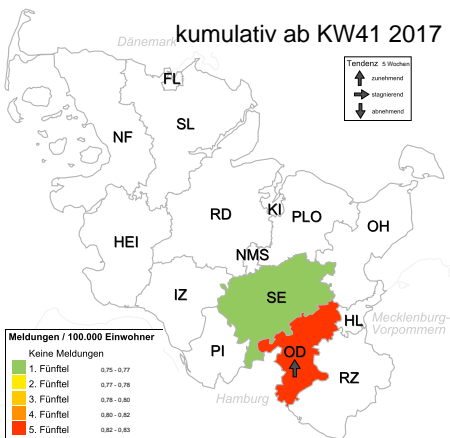 kumulativ ab KW41 2017
Dänemark
Tendenz 5 Wochen
zunehmend
stagnierend
abnehmend
FL
NF
SL
RD
KI
PLO
OH
HEI
NMS
IZ
SE
HL
Mecklenburg-
Vorpommern
PI
OD
RZ
Hamburg
Meldungen / 100.000 Einwohner
Keine Meldungen
1. Fünftel 0,75 - 0,77
2. Fünftel 0,77 - 0,78
3. Fünftel 0,78 - 0,80
4. Fünftel 0,80 - 0,82
5. Fünftel 0,82 - 0,83